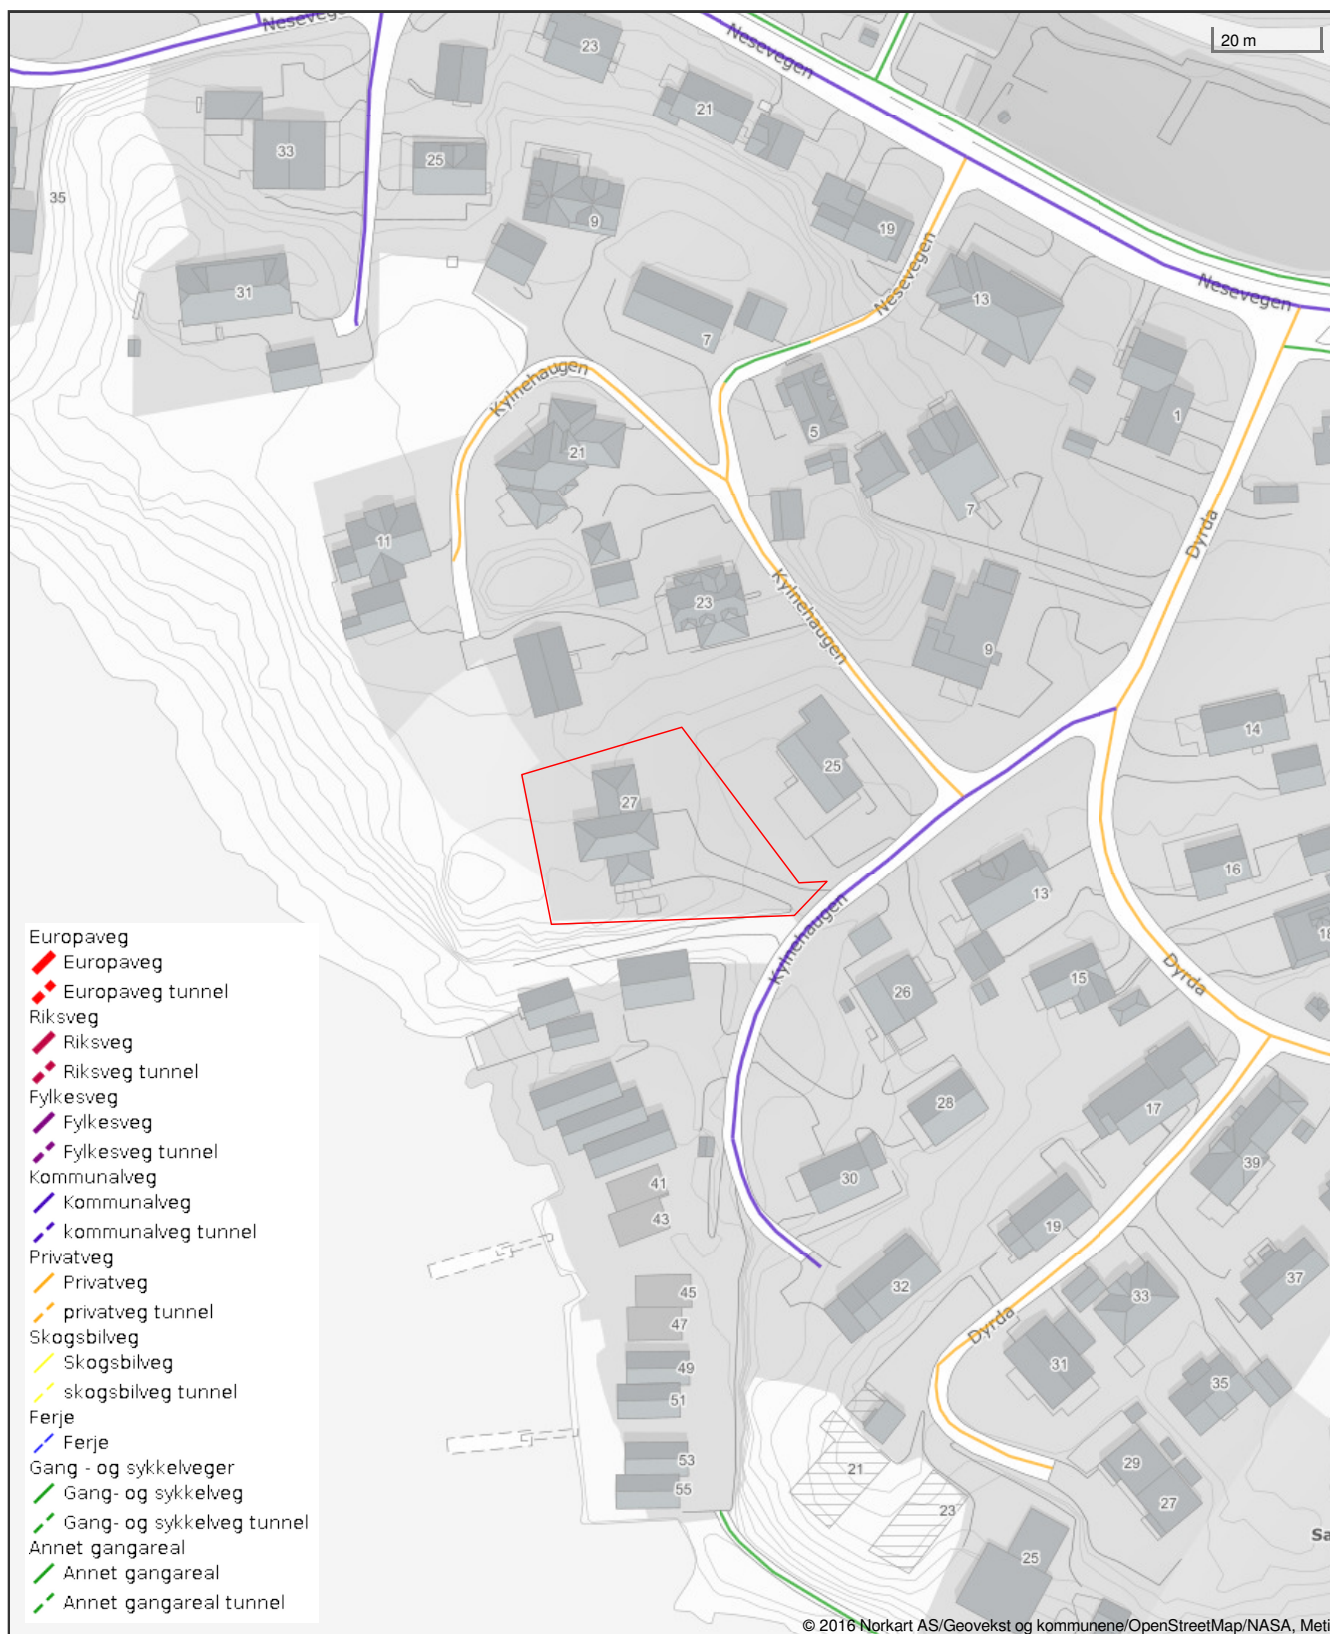 Nesevegen
23
Nesevegen
20 m
21
33
25
35
9
19
Nesevegen
31
13
Nesevegen
7
Kylnehaugen
5
1
21
7
11
Dyrda
23
Kylnehaugen
9
14
25
27
16
13
Kylnehaugen
18
15
Dyrda
26
28
17
39
30
41
43
19
37
32
33
45
47
Dyrda
31
49
35
51
53
21
29
55
23
27
25
Sa
Europaveg
Europaveg
Europaveg tunnel
Riksveg
Riksveg
Riksveg tunnel
Fylkesveg
Fylkesveg
Fylkesveg tunnel
Kommunalveg
Kommunalveg
kommunalveg tunnel
Privatveg
Privatveg
privatveg tunnel
Skogsbilveg
Skogsbilveg
skogsbilveg tunnel
Ferje
Ferje
Gang - og sykkelveger
Gang- og sykkelveg
Gang- og sykkelveg tunnel
Annet gangareal
Annet gangareal
Annet gangareal tunnel
© 2016 Norkart AS/Geovekst og kommunene/OpenStreetMap/NASA, Meti